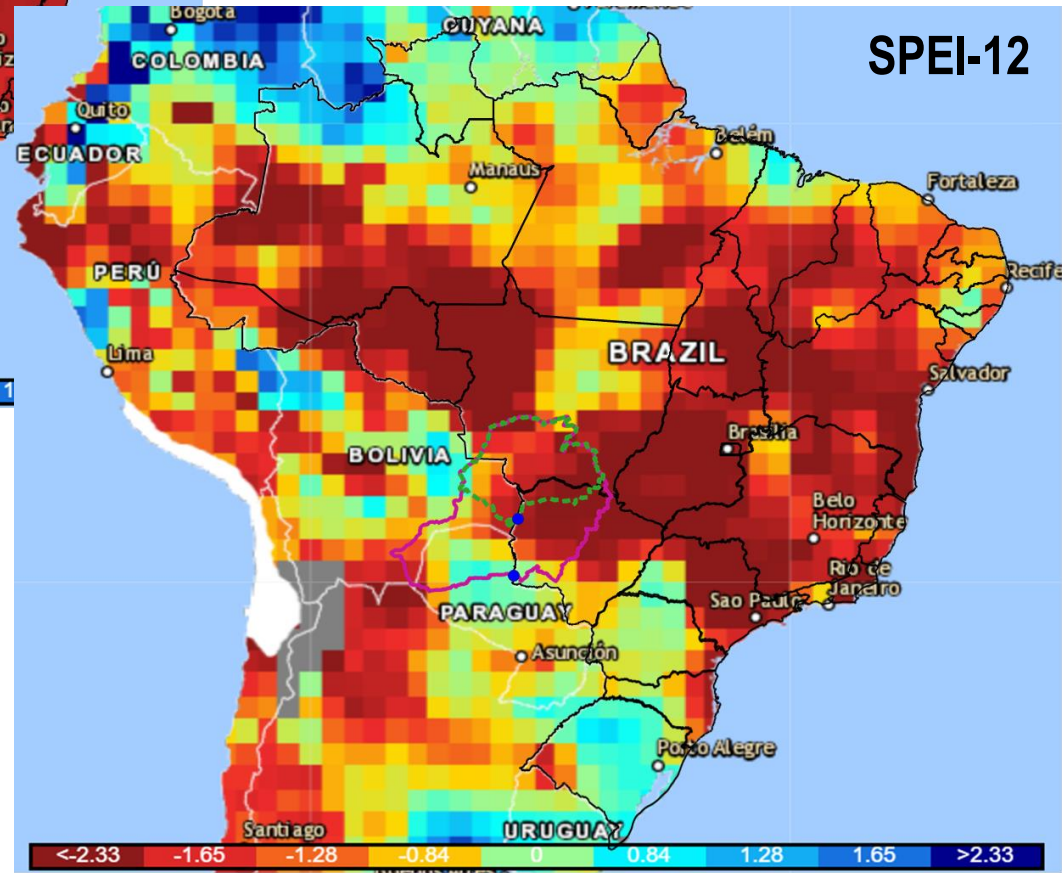 Bogota
GUYANA
SPEI-12
COLOMBIA
Quito
ECUADOR
Belém
Manaus
Fortaleza
PERÚ
Recife
Lima
BRAZIL
Salvador
BOLIVIA
Brasilia
Belo
Horizonte
Rio de
Janeiro
Sao Paulo
PARAGUAY
Asunción
Porto Alegre
Santiago
URUGUAY
<-2.33 -1.65 -1.28 -0.84 0 0.84 1.28 1.65 >2.33